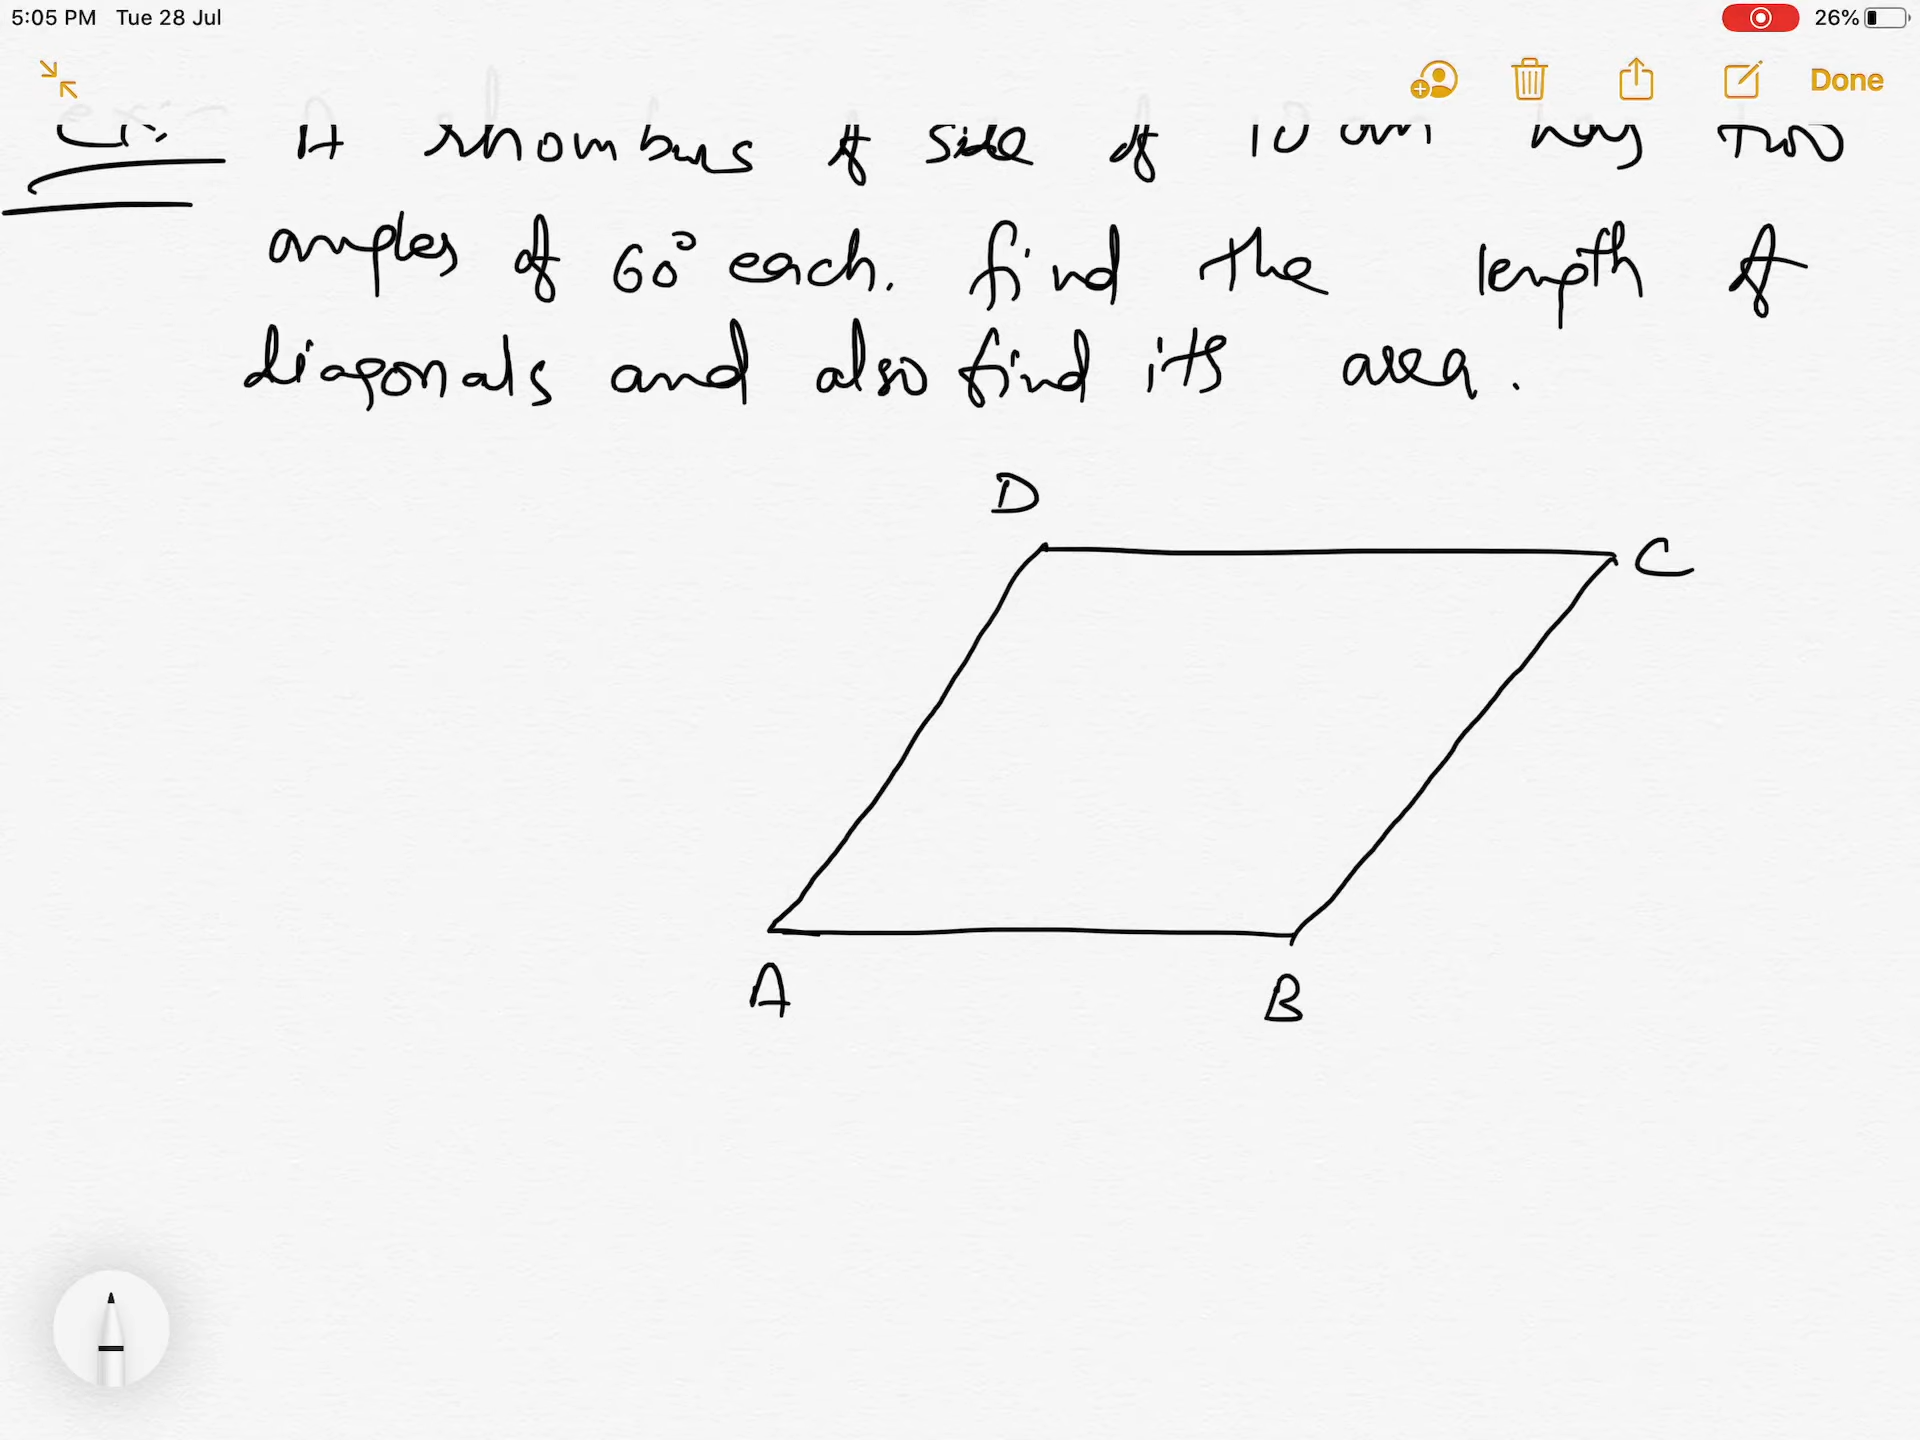 5:05 PM Tue 28 Jul
26%
Done
A rhombus of side of 10 cm has two
angles of 60° each. find the length of
diagonals and also find its area.
D
C
A
B